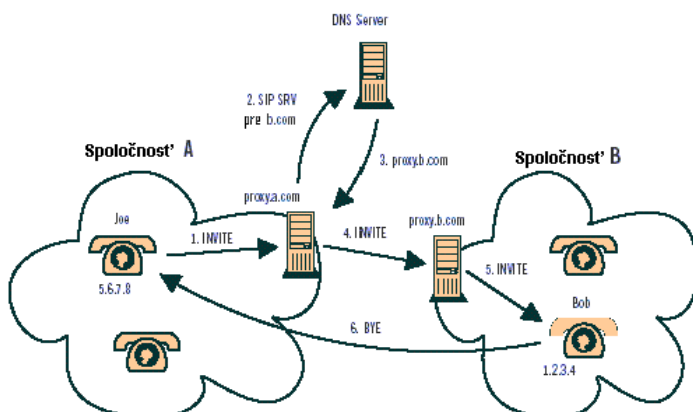 DNS Server
2. SIP SRV
pre b.com
3. proxy.b.com
Spoločnosť A
Spoločnosť B
proxy.a.com
proxy.b.com
Joe
1. INVITE
4. INVITE
5. INVITE
5.6.7.8
Bob
6. BYE
1.2.3.4